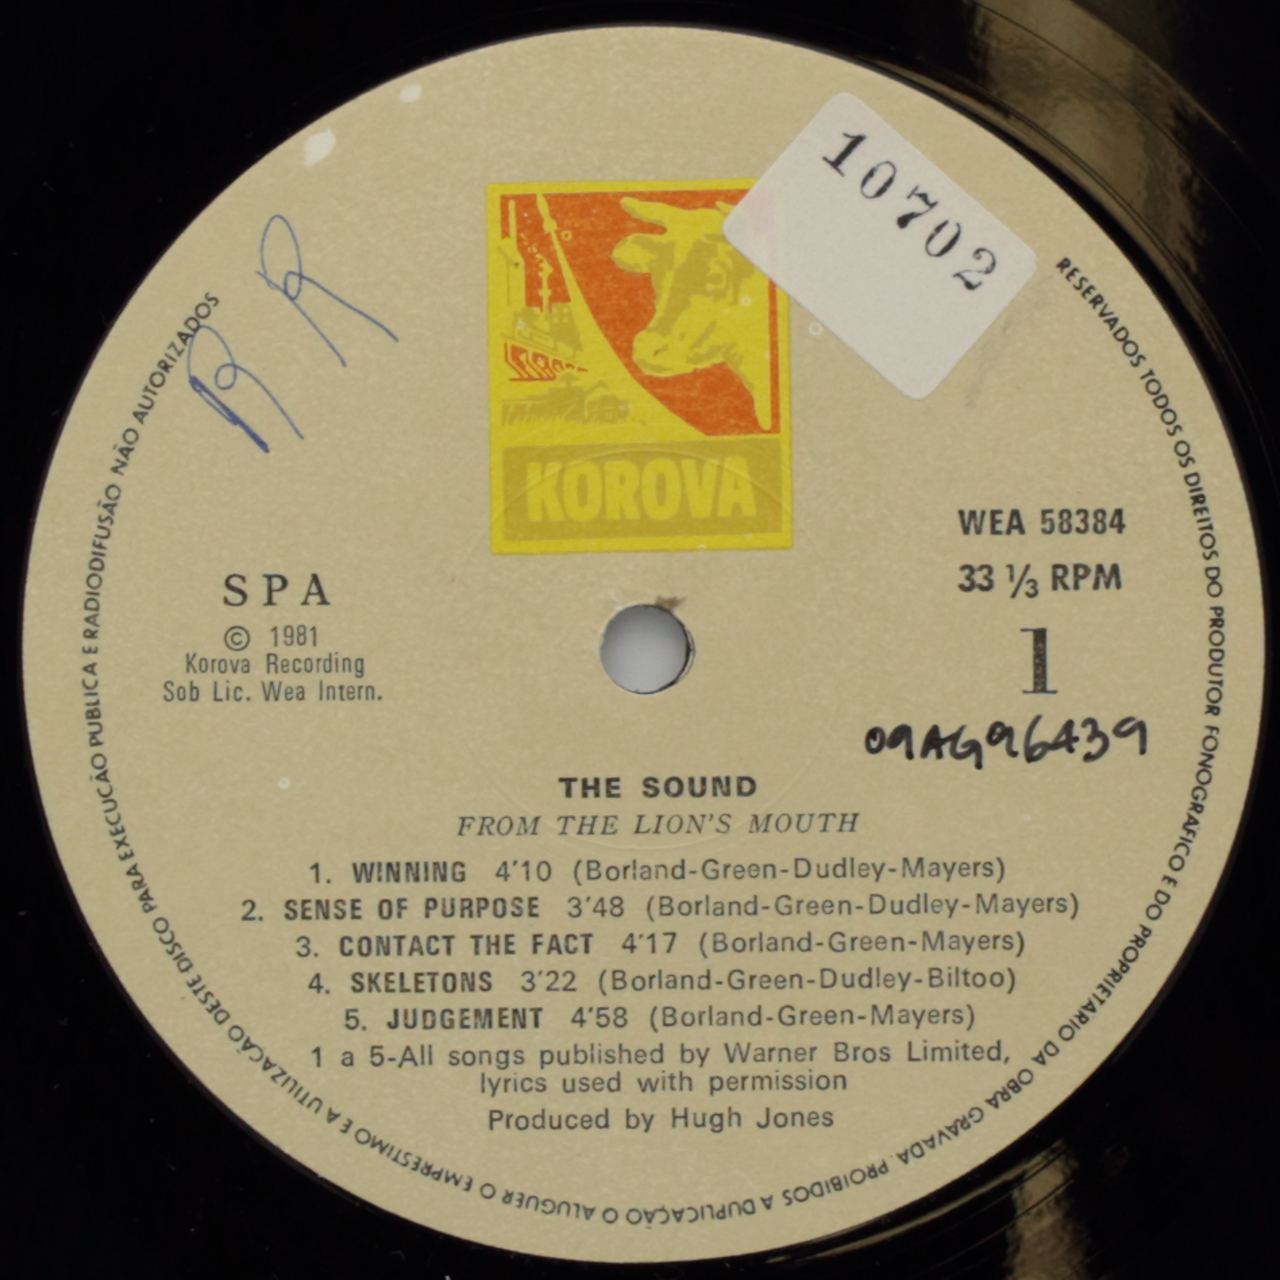 10702
KOROVA
WEA 58384
33 ⅓ RPM
1
09AG96439
SPA
© 1981
Korova Recording
Sob Lic. Wea Intern.
THE SOUND
FROM THE LION'S MOUTH
1. WINNING 4'10 (Borland-Green-Dudley-Mayers)
2. SENSE OF PURPOSE 3'48 (Borland-Green-Dudley-Mayers)
3. CONTACT THE FACT 4'17 (Borland-Green-Mayers)
4. SKELETONS 3'22 (Borland-Green-Dudley-Biltoo)
5. JUDGEMENT 4'58 (Borland-Green-Mayers)
1 a 5-All songs published by Warner Bros Limited,
lyrics used with permission
Produced by Hugh Jones
RESERVADOS TODOS OS DIREITOS DO PRODUTOR FONOGRAFICO E DO PROPRIETARIO DA OBRA GRAVADA. PROIBIDOS A DUPLICAÇÃO O ALUGUER O EMPRESTIMO E A UTILIZAÇÃO DESTE DISCO PARA EXECUÇÃO PUBLICA E RADIODIFUSÃO NÃO AUTORIZADOS